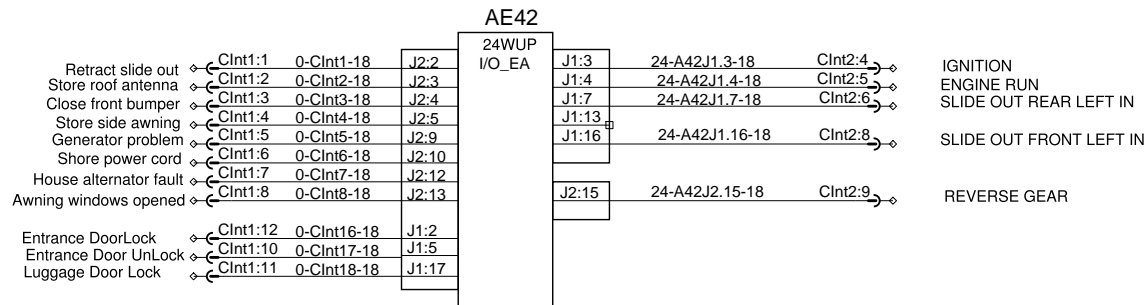 AE42
24WUP
I/O_EA
Retract slide out CInt1:1 0-CInt1-18 J2:2 J1:3 24-A42J1.3-18 CInt2:4 IGNITION
Store roof antenna CInt1:2 0-CInt2-18 J2:3 J1:4 24-A42J1.4-18 CInt2:5 ENGINE RUN
Close front bumper CInt1:3 0-CInt3-18 J2:4 J1:7 24-A42J1.7-18 CInt2:6 SLIDE OUT REAR LEFT IN
Store side awning CInt1:4 0-CInt4-18 J2:5 J1:13
Generator problem CInt1:5 0-CInt5-18 J2:9 J1:16 24-A42J1.16-18 CInt2:8 SLIDE OUT FRONT LEFT IN
Shore power cord CInt1:6 0-CInt6-18 J2:10
House alternator fault CInt1:7 0-CInt7-18 J2:12
Awning windows opened CInt1:8 0-CInt8-18 J2:13 J2:15 24-A42J2.15-18 CInt2:9 REVERSE GEAR
Entrance DoorLock CInt1:12 0-CInt16-18 J1:2
Entrance Door UnLock CInt1:10 0-CInt17-18 J1:5
Luggage Door Lock CInt1:11 0-CInt18-18 J1:17